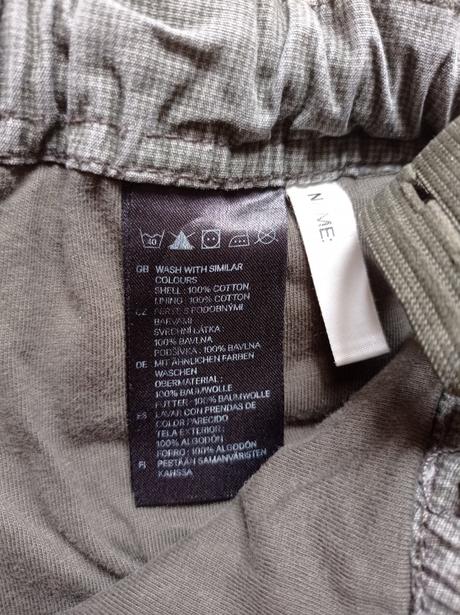 40
GB WASH WITH SIMILAR
COLOURS
SHELL : 100% COTTON
LINING : 100% COTTON
CZ PERTE S PODOBNÝMI
BARVAMI
SVRCHNÍ LÁTKA :
100% BAVLNA
PODŠÍVKA : 100% BAVLNA
DE MIT ÄHNLICHEN FARBEN
WASCHEN
OBERMATERIAL :
100% BAUMWOLLE
FUTTER : 100% BAUMWOLLE
ES LAVAR CON PRENDAS DE
COLOR PARECIDO
TELA EXTERIOR :
100% ALGODÓN
FORRO : 100% ALGODÓN
FI PESTÄÄN SAMANVÄRISTEN
KANSSA
NAME: